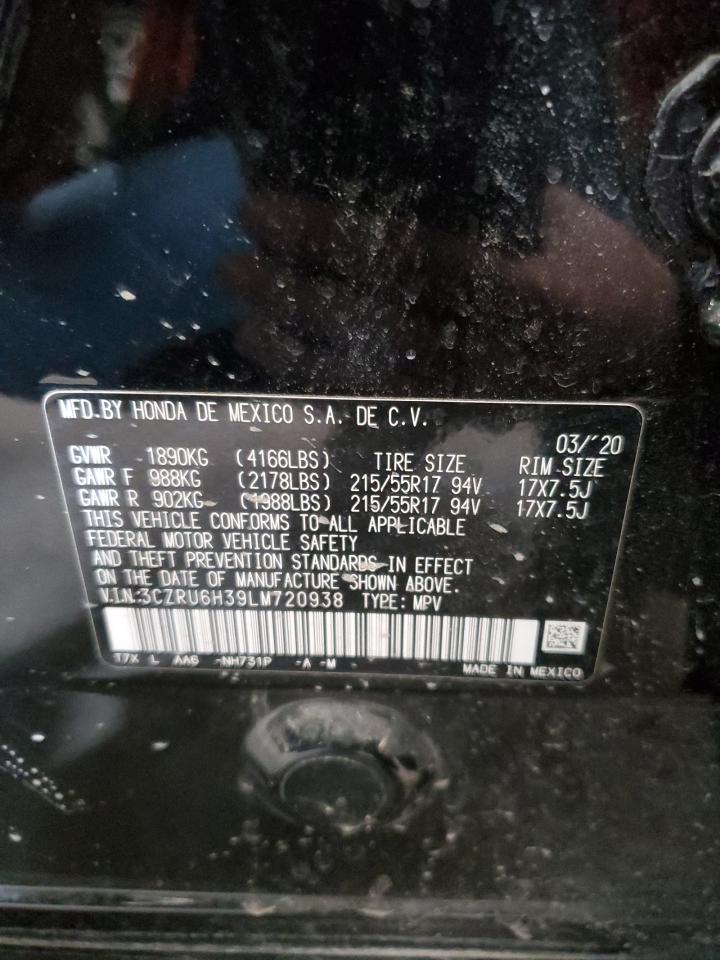 MFD.BY HONDA DE MEXICO S.A. DE C.V.
03/'20
GVWR 1890KG (4166LBS) TIRE SIZE RIM SIZE
GAWR F 988KG (2178LBS) 215/55R17 94V 17X7.5J
GAWR R 902KG (1988LBS) 215/55R17 94V 17X7.5J
THIS VEHICLE CONFORMS TO ALL APPLICABLE
FEDERAL MOTOR VEHICLE SAFETY
AND THEFT PREVENTION STANDARDS IN EFFECT
ON THE DATE OF MANUFACTURE SHOWN ABOVE.
V.I.N.:3CZRU6H39LM720938 TYPE: MPV
T7X L AAG -NH731P -A -M MADE IN MEXICO